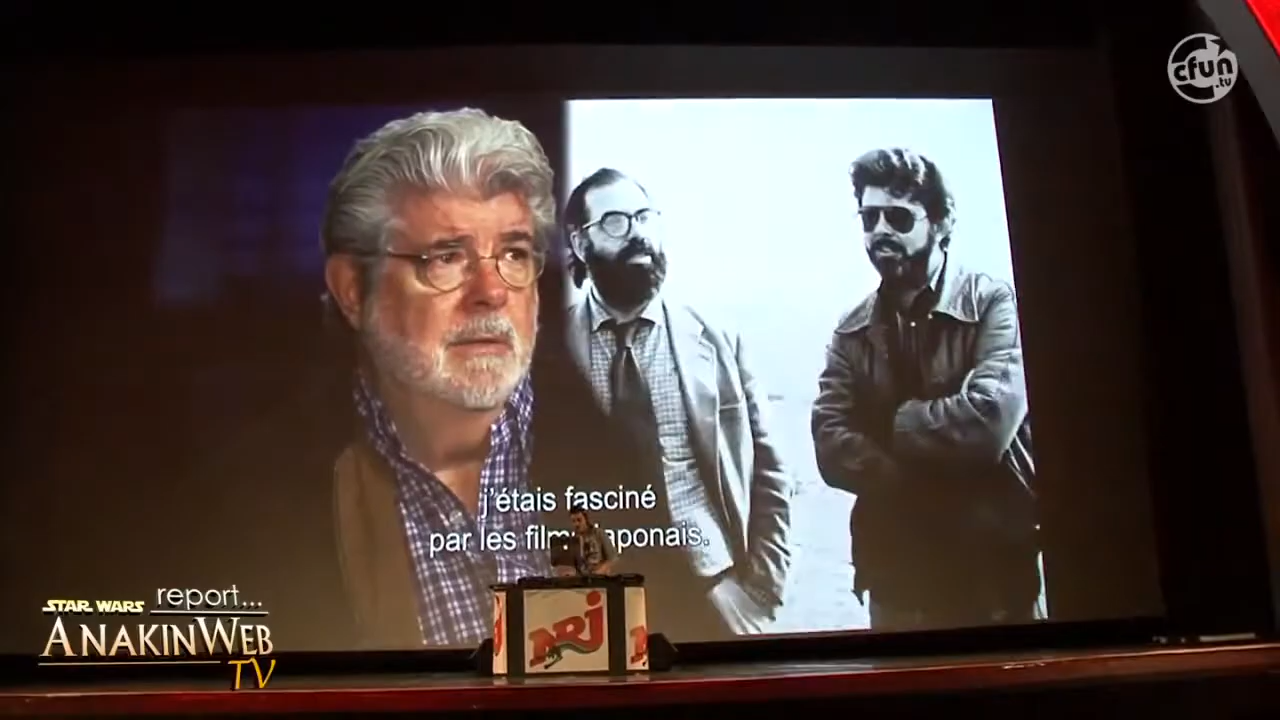 cfun
.tv
j'étais fasciné
par les films japonais.
NRJ
report...
STAR WARS
ANAKINWEB
TV